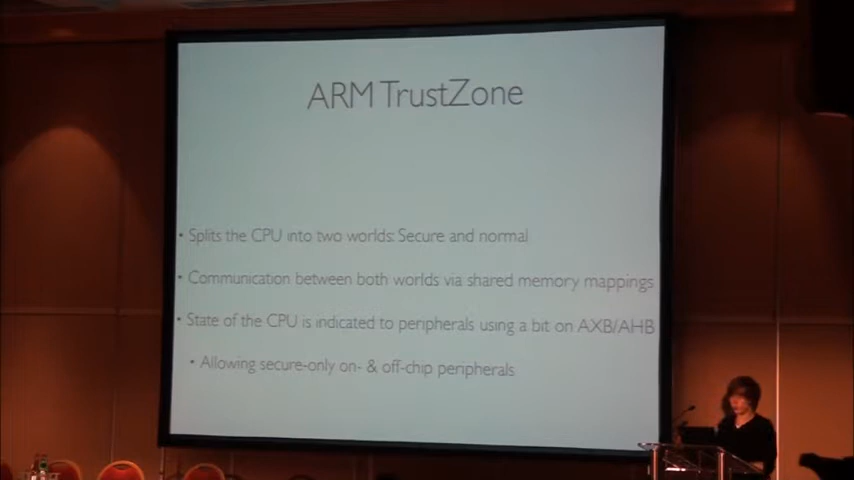 ARM TrustZone
• Splits the CPU into two worlds: Secure and normal
• Communication between both worlds via shared memory mappings
• State of the CPU is indicated to peripherals using a bit on AXB/AHB
• Allowing secure-only on- & off-chip peripherals